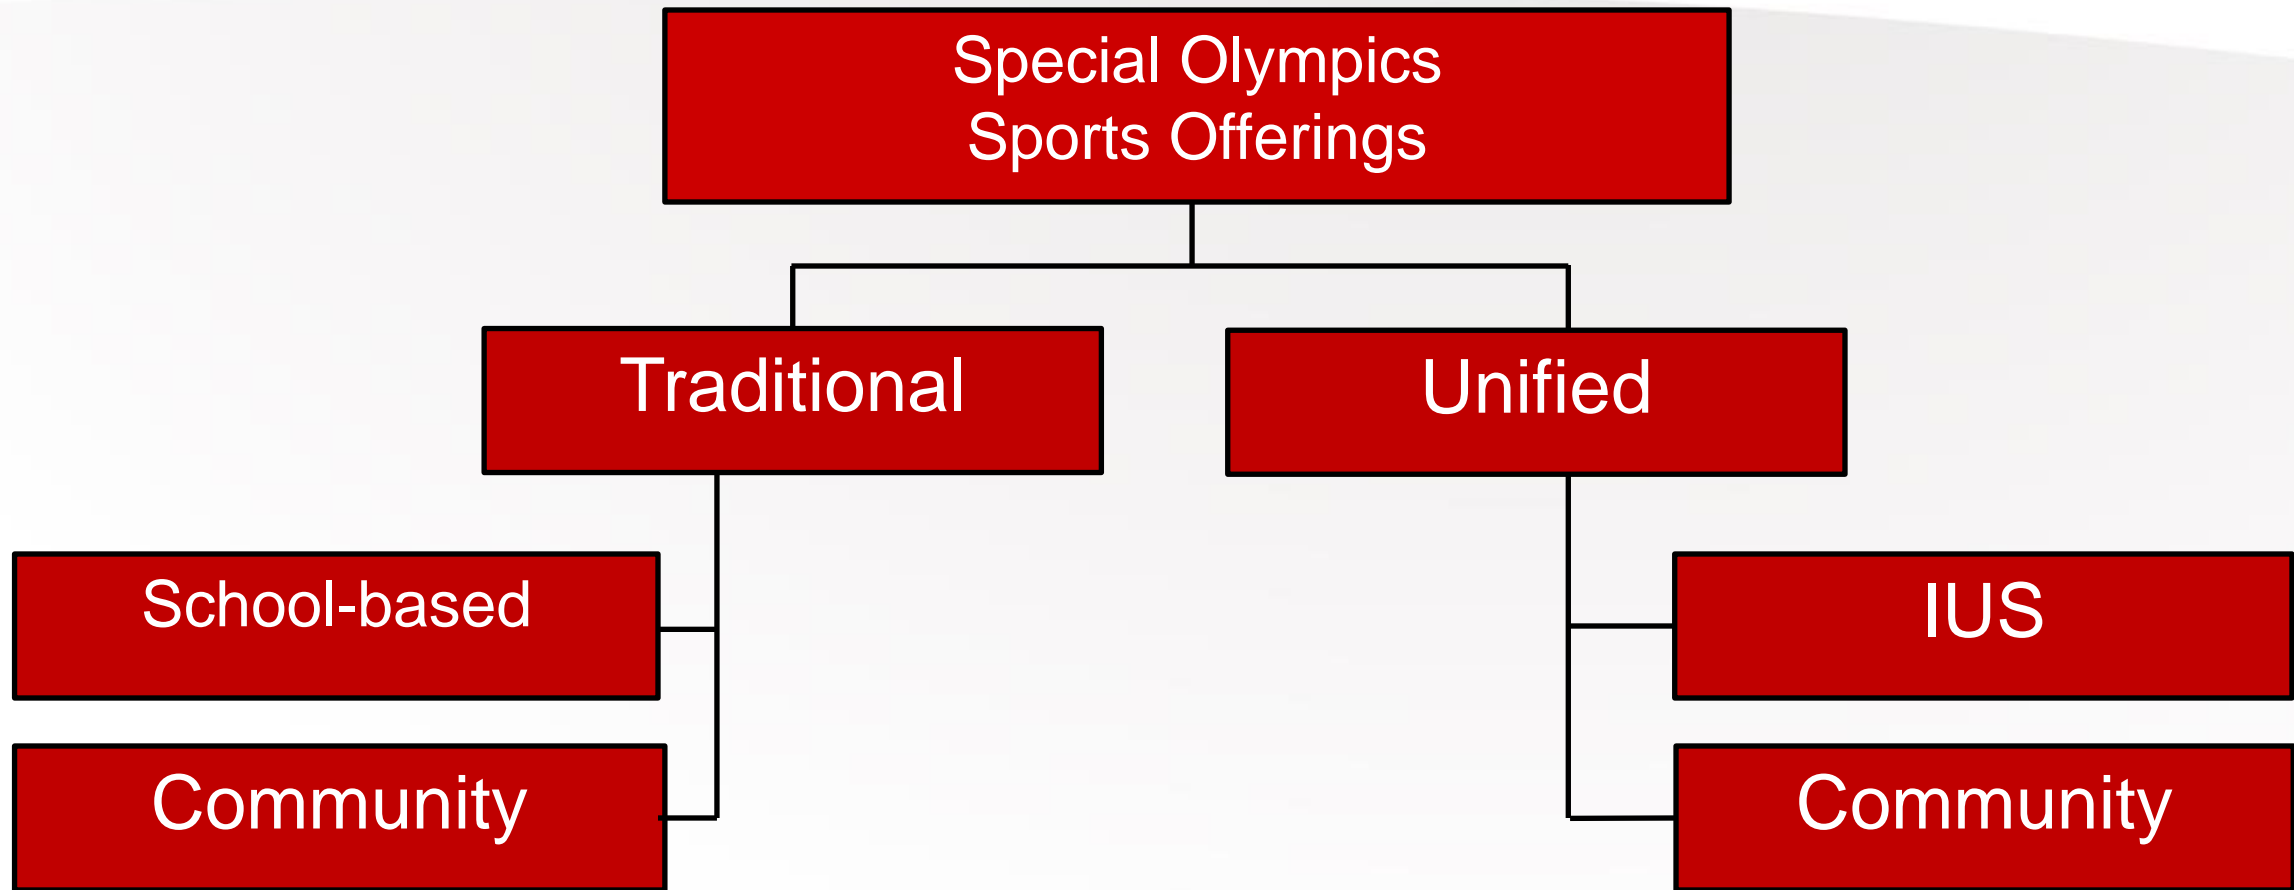 Special Olympics
Sports Offerings
Traditional
Unified
School-based
IUS
Community
Community